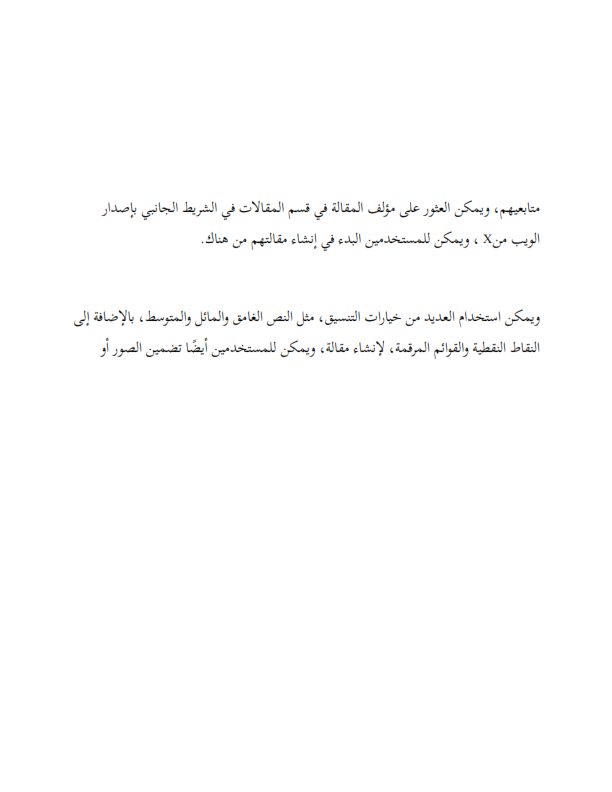 متابعيهم، ويمكن العثور على مؤلف المقالة في قسم المقالات في الشريط الجانبي بإصدار
الويب منX ، ويمكن للمستخدمين البدء في إنشاء مقالتهم من هناك.
ويمكن استخدام العديد من خيارات التنسيق، مثل النص الغامق والمائل والمتوسط، بالإضافة إلى
النقاط النقطية والقوائم المرقمة، لإنشاء مقالة، ويمكن للمستخدمين أيضًا تضمين الصور أو